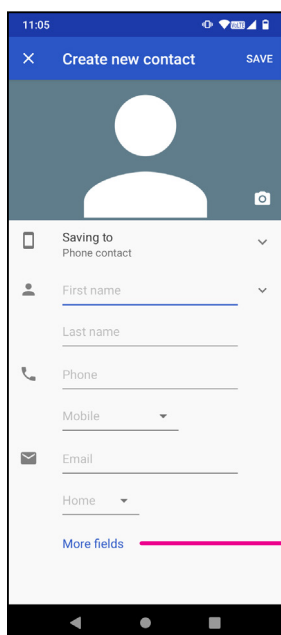 11:05
Create new contact SAVE
Saving to
Phone contact
First name
Last name
Phone
Mobile
Email
Home
More fields